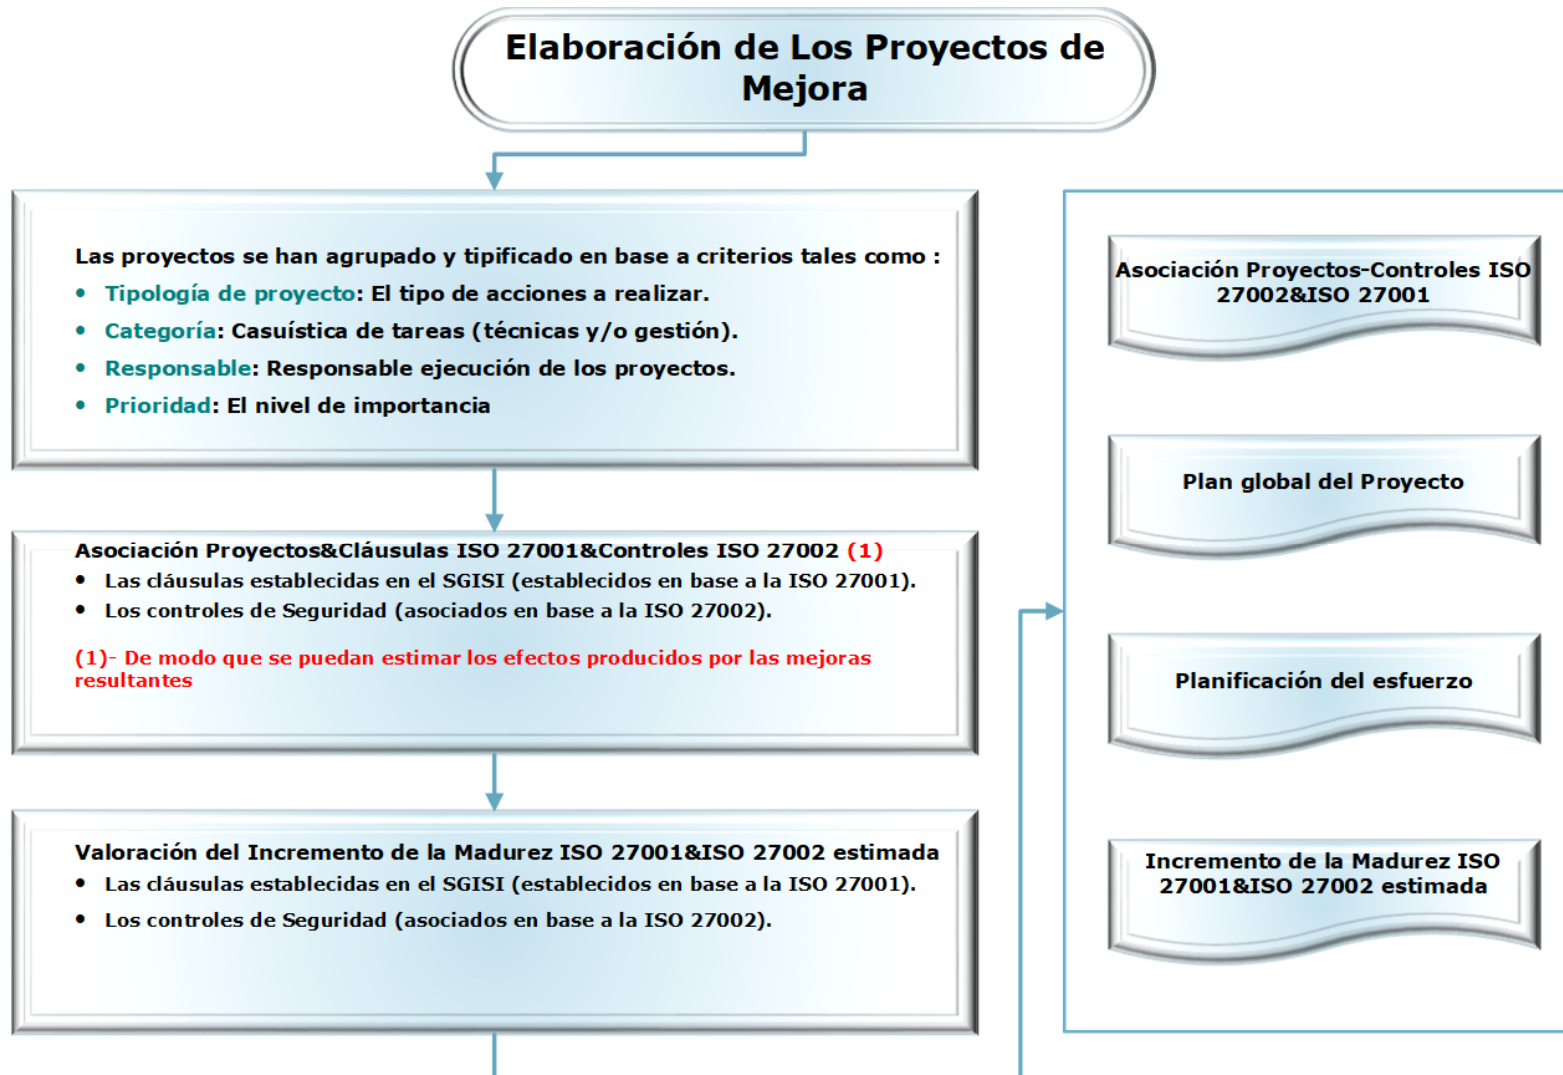 Elaboración de Los Proyectos de
Mejora
Las proyectos se han agrupado y tipificado en base a criterios tales como :
• Tipología de proyecto: El tipo de acciones a realizar.
• Categoría: Casuística de tareas (técnicas y/o gestión).
• Responsable: Responsable ejecución de los proyectos.
• Prioridad: El nivel de importancia
Asociación Proyectos&Cláusulas ISO 27001&Controles ISO 27002 (1)
• Las cláusulas establecidas en el SGISI (establecidos en base a la ISO 27001).
• Los controles de Seguridad (asociados en base a la ISO 27002).
(1)- De modo que se puedan estimar los efectos producidos por las mejoras
resultantes
Valoración del Incremento de la Madurez ISO 27001&ISO 27002 estimada
• Las cláusulas establecidas en el SGISI (establecidos en base a la ISO 27001).
• Los controles de Seguridad (asociados en base a la ISO 27002).
Asociación Proyectos-Controles ISO
27002&ISO 27001
Plan global del Proyecto
Planificación del esfuerzo
Incremento de la Madurez ISO
27001&ISO 27002 estimada